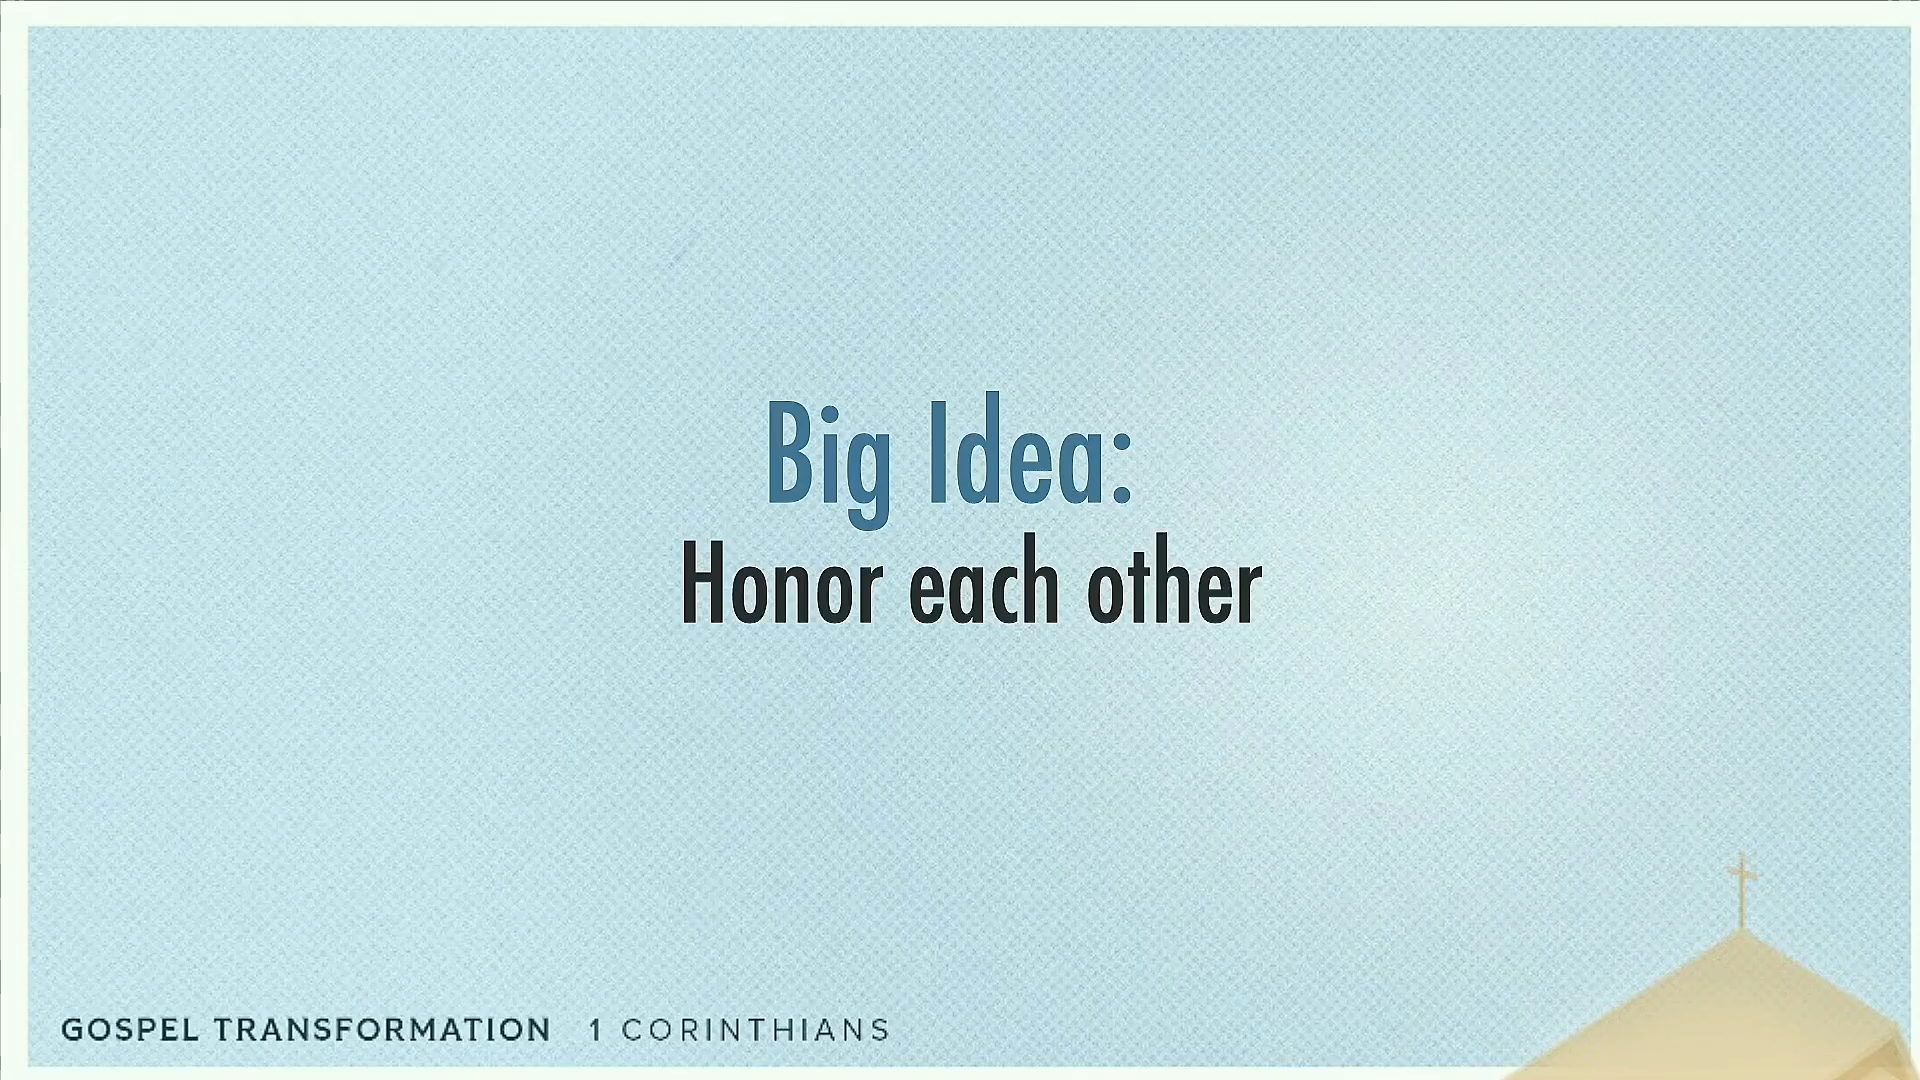 Big Idea:
Honor each other
GOSPEL TRANSFORMATION 1 CORINTHIANS